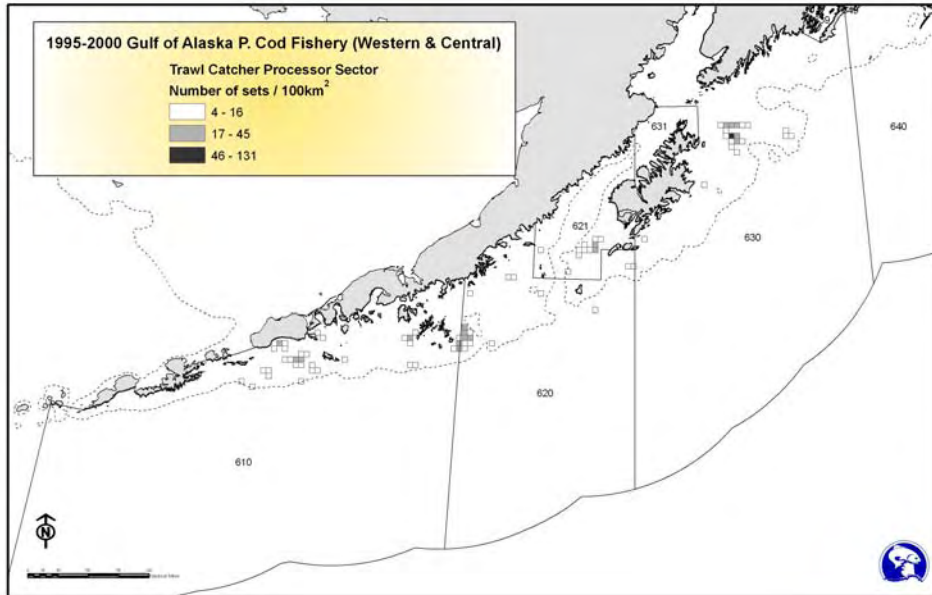 1995-2000 Gulf of Alaska P. Cod Fishery (Western & Central)
Trawl Catcher Processor Sector
Number of sets / 100km²
4 - 16
17 - 45
46 - 131
631
640
621
630
620
610
N